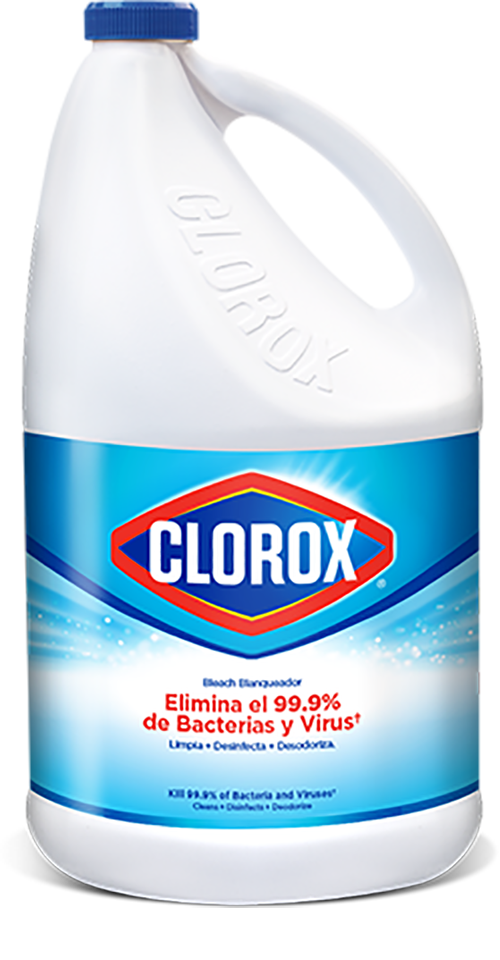 CLOROX
CLOROX
®
Bleach Blanqueador
Elimina el 99.9%
de Bacterias y Virus†
Limpia • Desinfecta • Desodoriza.
Kill 99.9% of Bacteria and Viruses†
Cleans • Disinfects • Deodorize